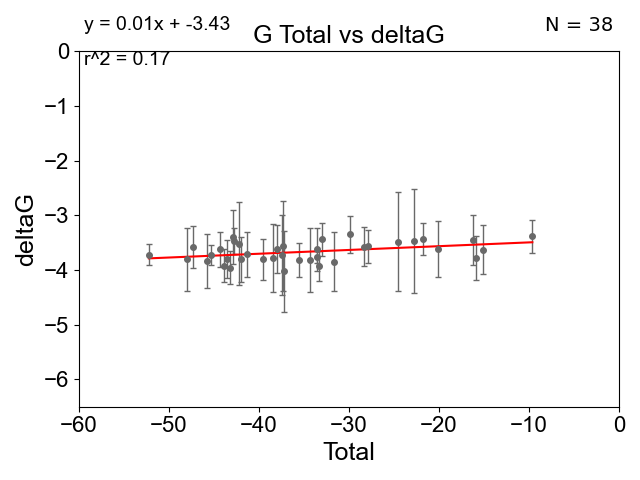 y = 0.01x + -3.43
G Total vs deltaG
N = 38
r^2 = 0.17
0
−1
−2
−3
−4
−5
−6
deltaG
−60
−50
−40
−30
−20
−10
0
Total